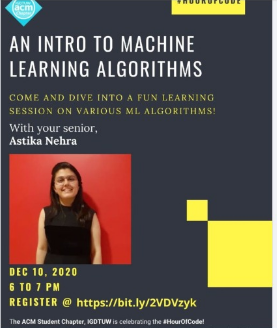 acm
#HOUROFCODE
AN INTRO TO MACHINE
LEARNING ALGORITHMS
COME AND DIVE INTO A FUN LEARNING
SESSION ON VARIOUS ML ALGORITHMS!
With your senior,
Astika Nehra
DEC 10, 2020
6 TO 7 PM
REGISTER @ https://bit.ly/2VDVzyk
The ACM Student Chapter, IGDTUW is celebrating the #HourOfCode!